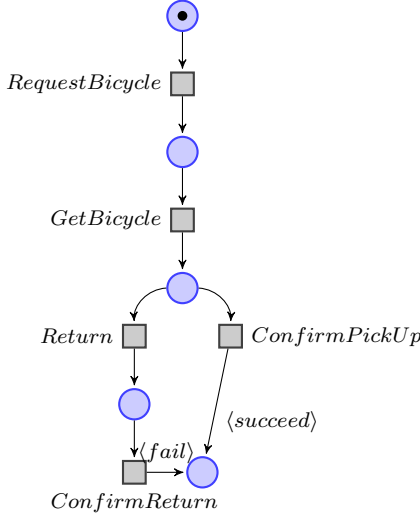 RequestBicycle
GetBicycle
Return
ConfirmPickUp
⟨succeed⟩
⟨fail⟩
ConfirmReturn